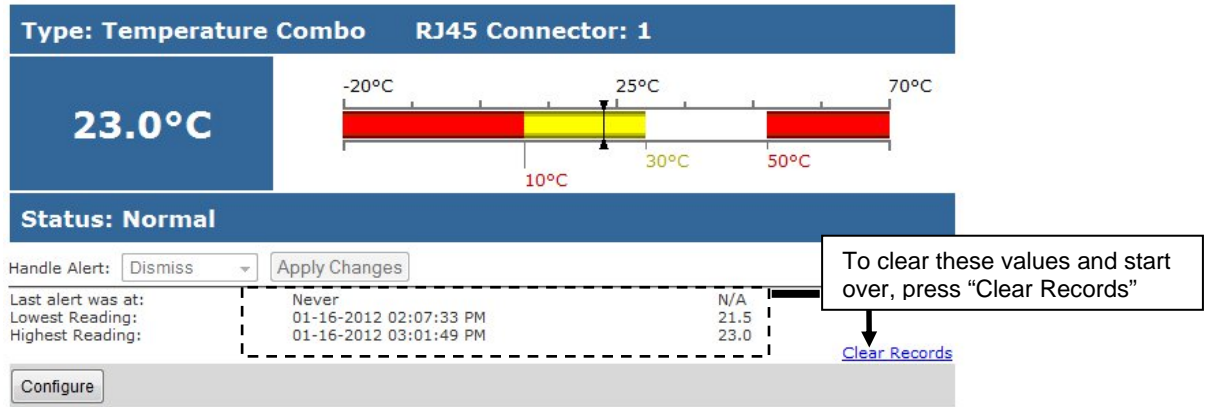 Type: Temperature Combo RJ45 Connector: 1
23.0°C
-20°C 25°C 70°C
30°C 50°C
10°C
Status: Normal
Handle Alert: Dismiss Apply Changes
To clear these values and start
over, press “Clear Records”
Last alert was at: Never N/A
Lowest Reading: 01-16-2012 02:07:33 PM 21.5
Highest Reading: 01-16-2012 03:01:49 PM 23.0
Clear Records
Configure